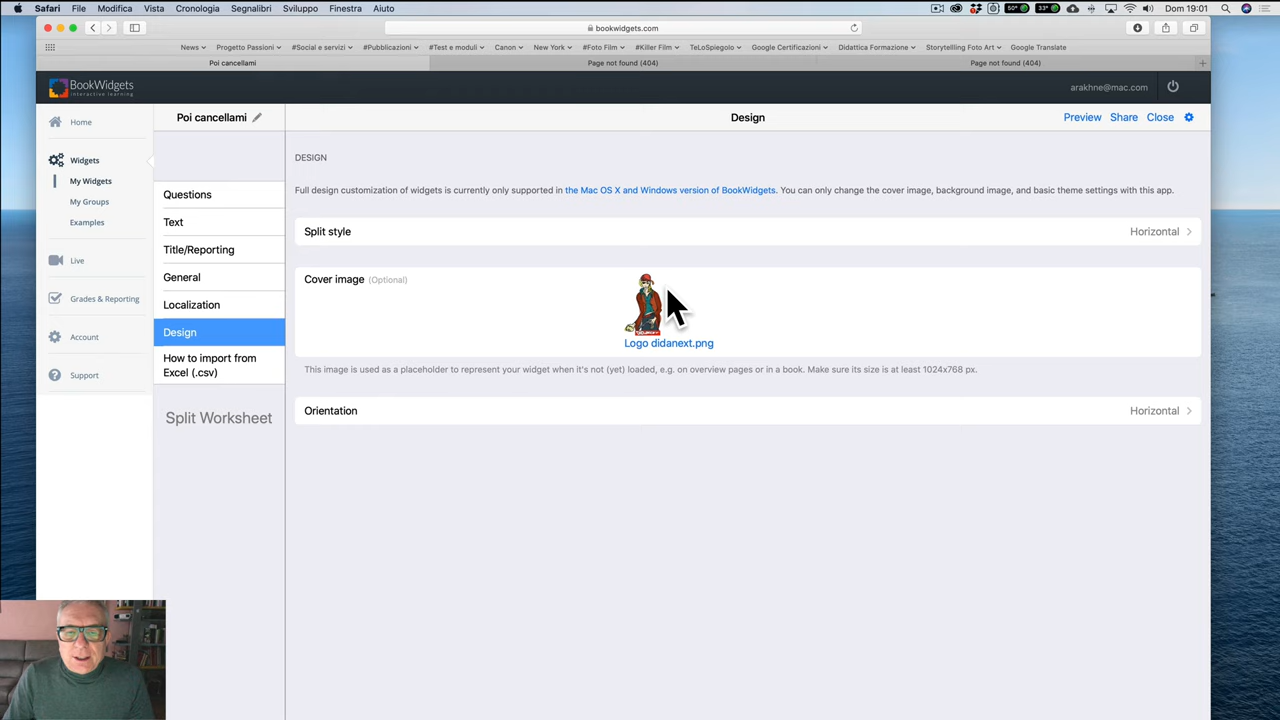 Safari File Modifica Vista Cronologia Segnalibri Sviluppo Finestra Aiuto 50° 33° Dom 19:01
bookwidgets.com
News Progetto Passioni #Social e servizi #Pubblicazioni #Test e moduli Canon New York #Foto Film #Killer Film TeLoSpiegolo Google Certificazioni Didattica Formazione Storytelling Foto Art Google Translate
Poi cancellami Page not found (404) Page not found (404)
BookWidgets
interactive learning
arakhne@mac.com
Home
Widgets
My Widgets
My Groups
Examples
Live
Grades & Reporting
Account
Support
Poi cancellami
Questions
Text
Title/Reporting
General
Localization
Design
How to import from
Excel (.csv)
Split Worksheet
Design
Preview Share Close
DESIGN
Full design customization of widgets is currently only supported in the Mac OS X and Windows version of BookWidgets. You can only change the cover image, background image, and basic theme settings with this app.
Split style Horizontal
Cover image (Optional)
Logo didanext.png
This image is used as a placeholder to represent your widget when it's not (yet) loaded, e.g. on overview pages or in a book. Make sure its size is at least 1024x768 px.
Orientation Horizontal